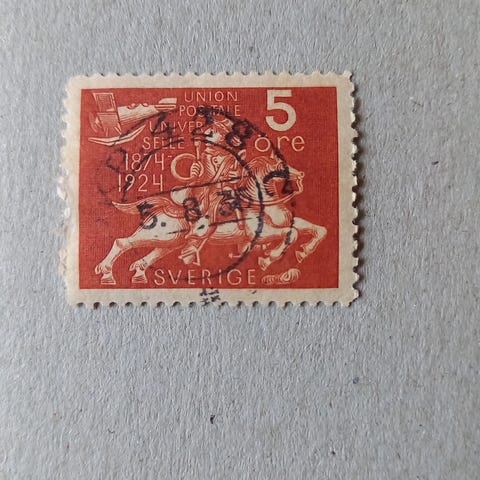 UNION
POSTALE
UNIVER
SELLE
1874-
1924
5
öre
SVERIGE